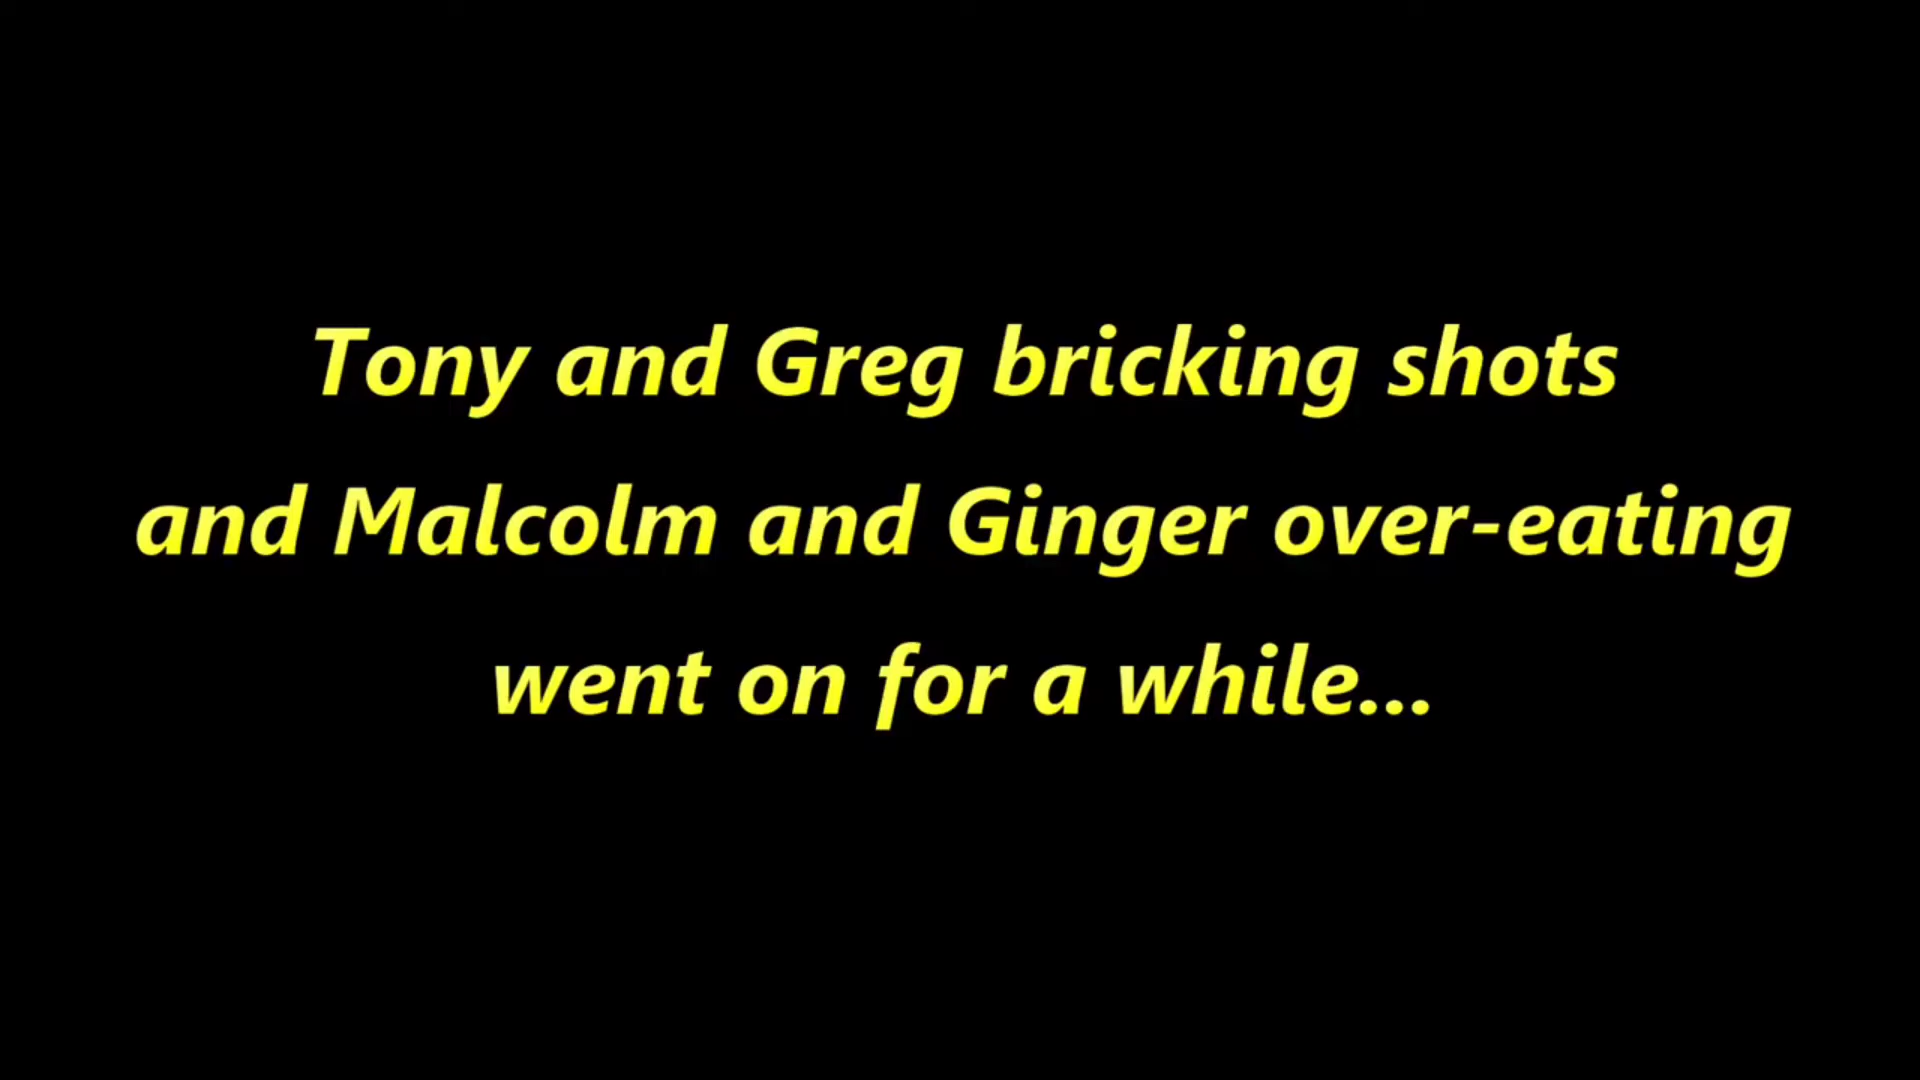 Tony and Greg bricking shots
and Malcolm and Ginger over-eating
went on for a while...